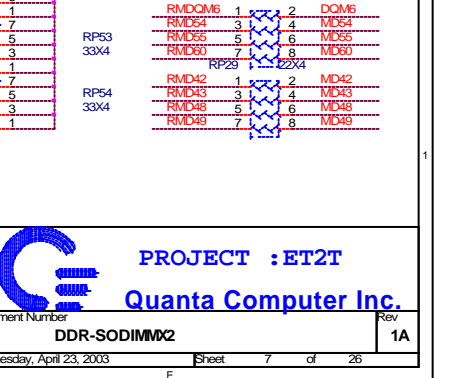 1
RMDQM6 1 2 DQM6
7
RMD54 3 4 MD54
5 RP53
RMD55 5 6 MD55
3 33X4
RMD60 7 8 MD60
1
RP29 22X4
7
RMD42 1 2 MD42
5 RP54
RMD43 3 4 MD43
3 33X4
RMD48 5 6 MD48
1
RMD49 7 8 MD49
1
PROJECT : ET2T
Quanta Computer Inc.
ment Number
Rev
DDR-SODIMMX2
1A
esday, April 23, 2003
Sheet 7 of 26